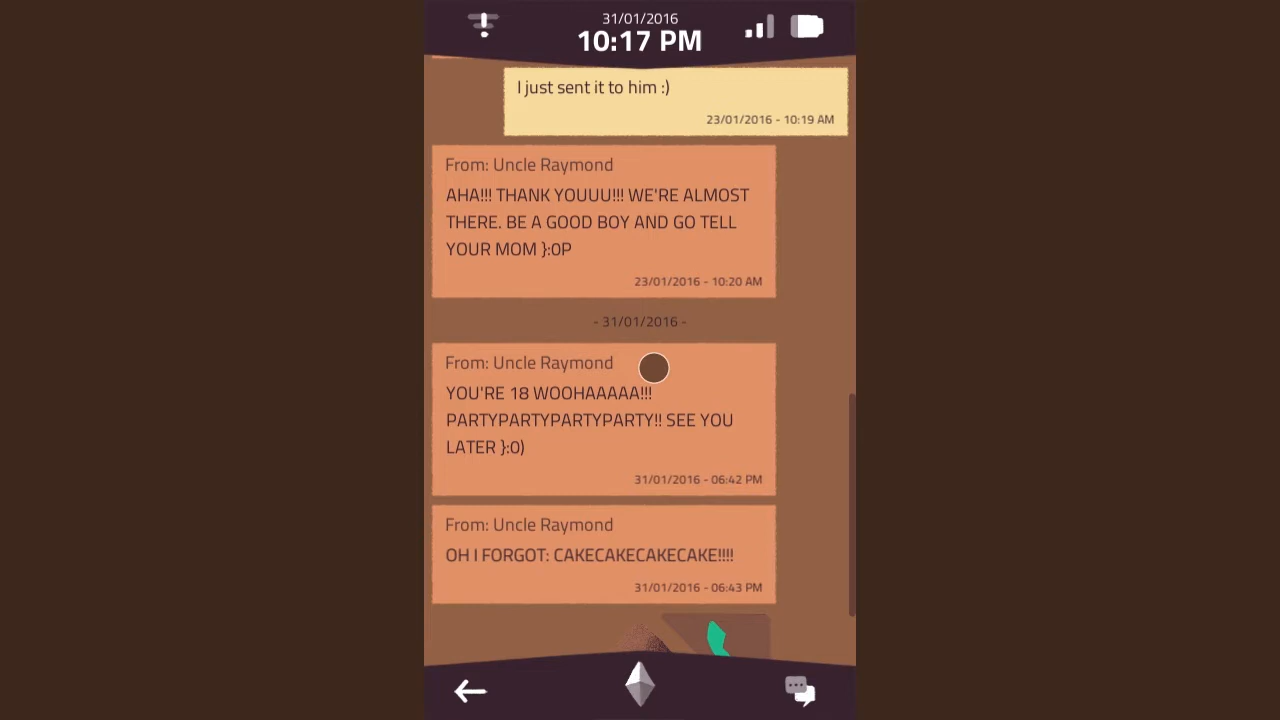 31/01/2016
10:17 PM
I just sent it to him :)
23/01/2016 - 10:19 AM
From: Uncle Raymond
AHA!!! THANK YOUUU!!! WE'RE ALMOST
THERE. BE A GOOD BOY AND GO TELL
YOUR MOM }:0P
23/01/2016 - 10:20 AM
- 31/01/2016 -
From: Uncle Raymond
YOU'RE 18 WOOHAAAAA!!!
PARTYPARTYPARTYPARTY!! SEE YOU
LATER }:0)
31/01/2016 - 06:42 PM
From: Uncle Raymond
OH I FORGOT: CAKECAKECAKECAKE!!!!
31/01/2016 - 06:43 PM